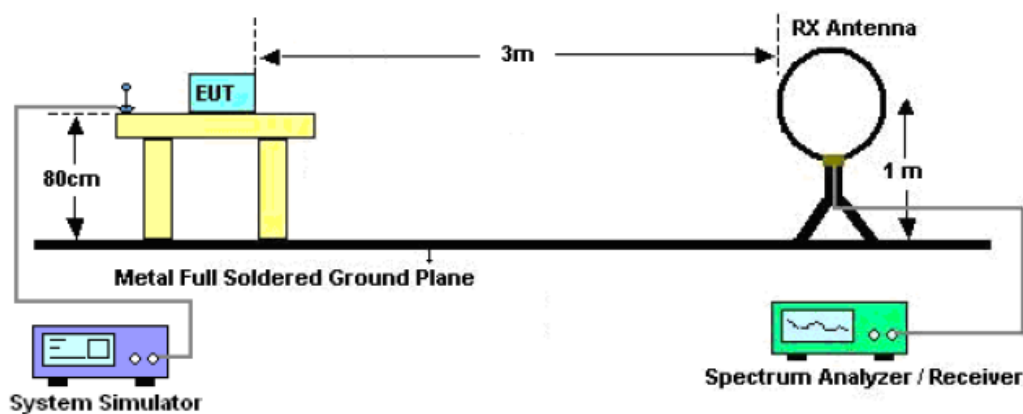 RX Antenna
3m
EUT
80cm
1 m
Metal Full Soldered Ground Plane
System Simulator
Spectrum Analyzer / Receiver